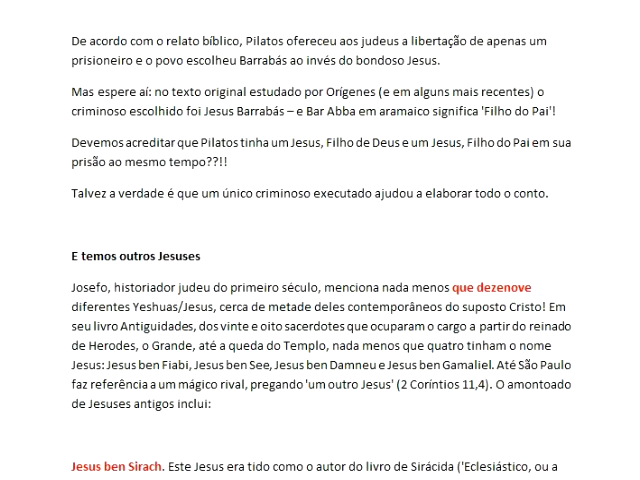 De acordo com o relato bíblico, Pilatos ofereceu aos judeus a libertação de apenas um
prisioneiro e o povo escolheu Barrabás ao invés do bondoso Jesus.
Mas espere aí: no texto original estudado por Orígenes (e em alguns mais recentes) o
criminoso escolhido foi Jesus Barrabás – e Bar Abba em aramaico significa 'Filho do Pai'!
Devemos acreditar que Pilatos tinha um Jesus, Filho de Deus e um Jesus, Filho do Pai em sua
prisão ao mesmo tempo??!!
Talvez a verdade é que um único criminoso executado ajudou a elaborar todo o conto.
E temos outros Jesuses
Josefo, historiador judeu do primeiro século, menciona nada menos que dezenove
diferentes Yeshuas/Jesus, cerca de metade deles contemporâneos do suposto Cristo! Em
seu livro Antiguidades, dos vinte e oito sacerdotes que ocuparam o cargo a partir do reinado
de Herodes, o Grande, até a queda do Templo, nada menos que quatro tinham o nome
Jesus: Jesus ben Fiabi, Jesus ben See, Jesus ben Damneu e Jesus ben Gamaliel. Até São Paulo
faz referência a um mágico rival, pregando 'um outro Jesus' (2 Coríntios 11,4). O amontoado
de Jesuses antigos inclui:
Jesus ben Sirach. Este Jesus era tido como o autor do livro de Sirácida ('Eclesiástico, ou a